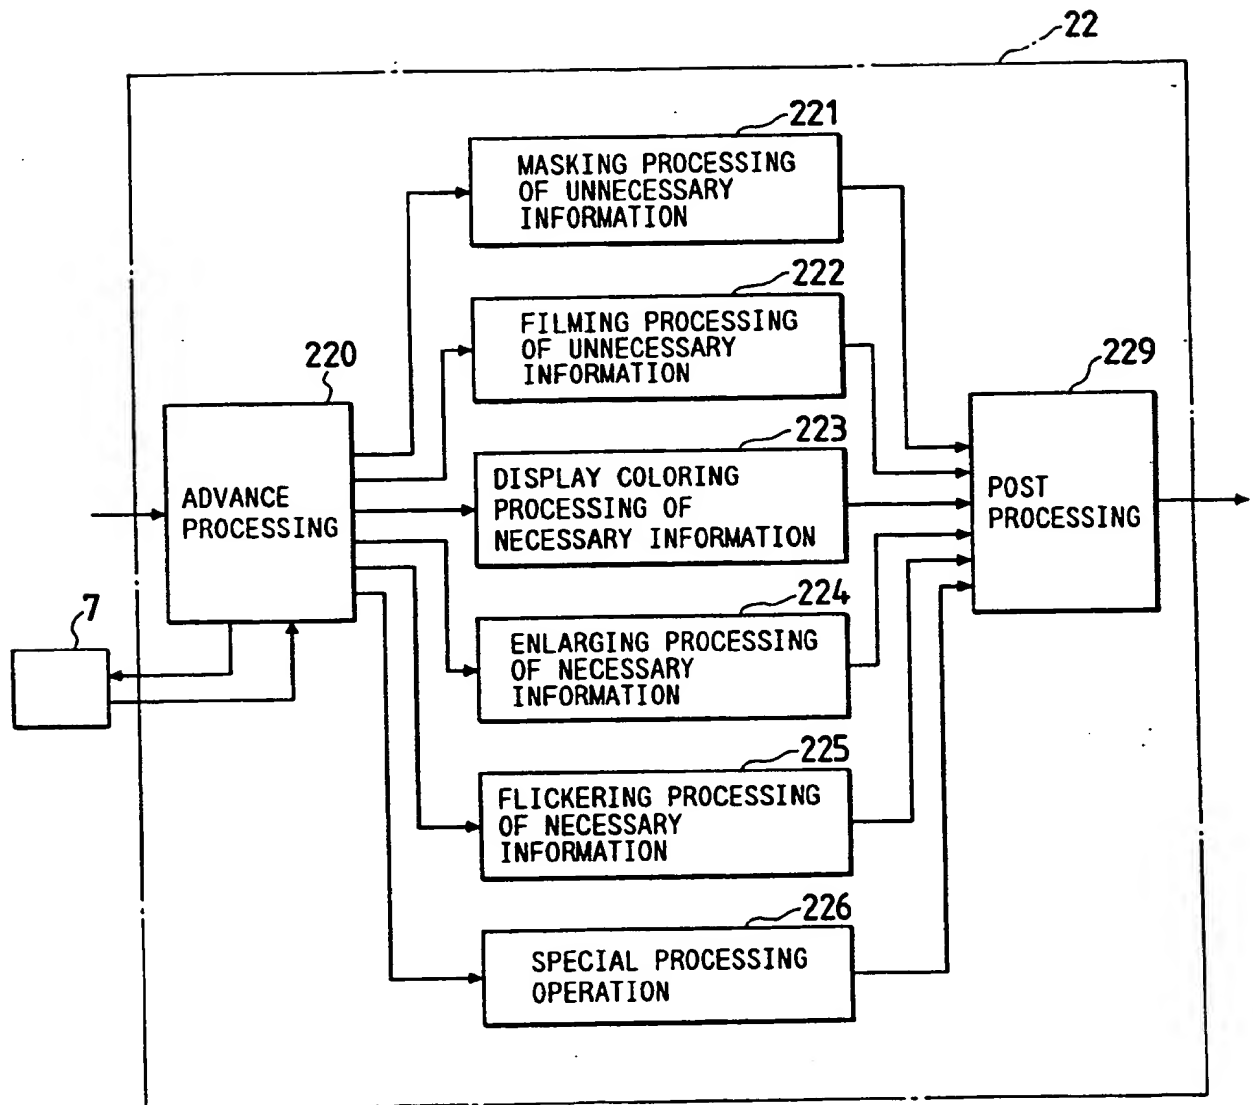 22
221
MASKING PROCESSING
OF UNNECESSARY
INFORMATION
222
FILMING PROCESSING
OF UNNECESSARY
INFORMATION
220
229
ADVANCE
PROCESSING
223
DISPLAY COLORING
PROCESSING OF
NECESSARY INFORMATION
POST
PROCESSING
7
224
ENLARGING PROCESSING
OF NECESSARY
INFORMATION
225
FLICKERING PROCESSING
OF NECESSARY
INFORMATION
226
SPECIAL PROCESSING
OPERATION